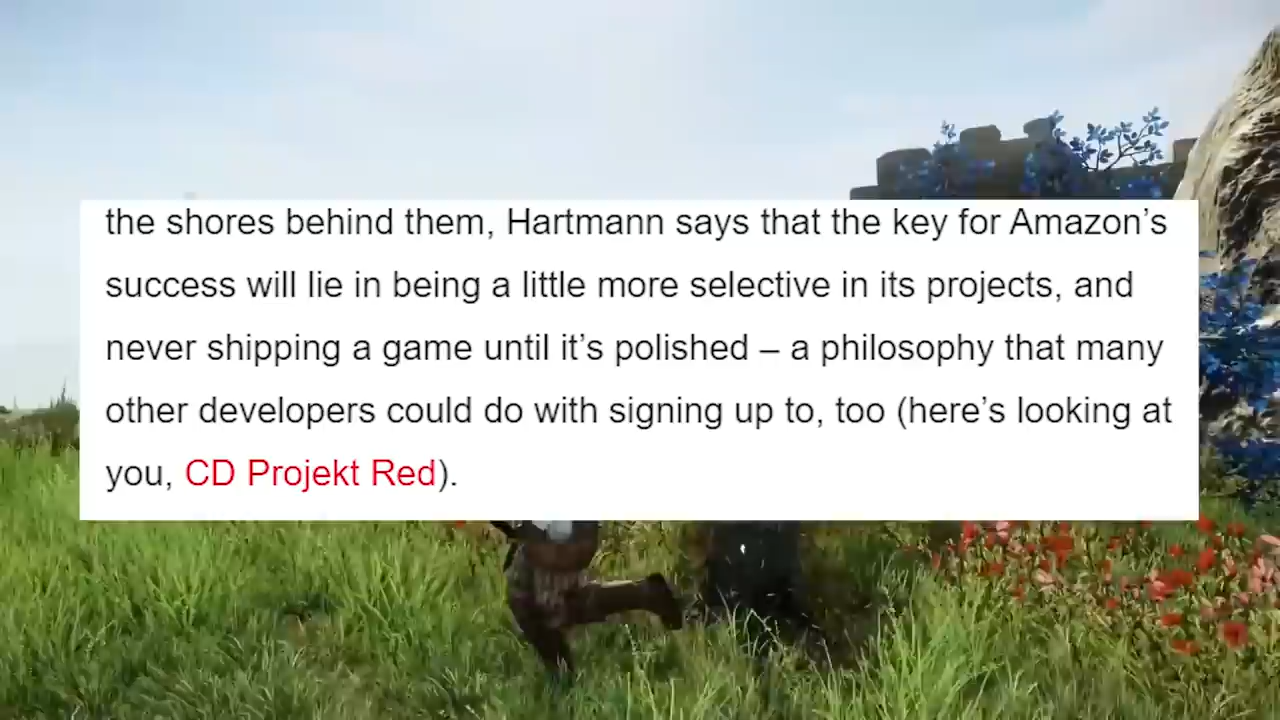 the shores behind them, Hartmann says that the key for Amazon’s
success will lie in being a little more selective in its projects, and
never shipping a game until it’s polished – a philosophy that many
other developers could do with signing up to, too (here’s looking at
you, CD Projekt Red).